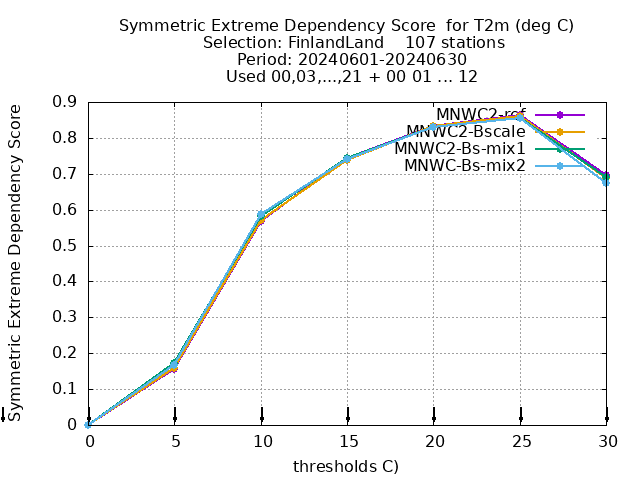 Symmetric Extreme Dependency Score  for T2m (deg C)
Selection: FinlandLand    107 stations
Period: 20240601-20240630
Used 00,03,...,21 + 00 01 ... 12
Symmetric Extreme Dependency Score
0.9
0.8
0.7
0.6
0.5
0.4
0.3
0.2
0.1
0
MNWC2-ref
MNWC2-Bscale
MNWC2-Bs-mix1
MNWC-Bs-mix2
0 5 10 15 20 25 30
thresholds C)